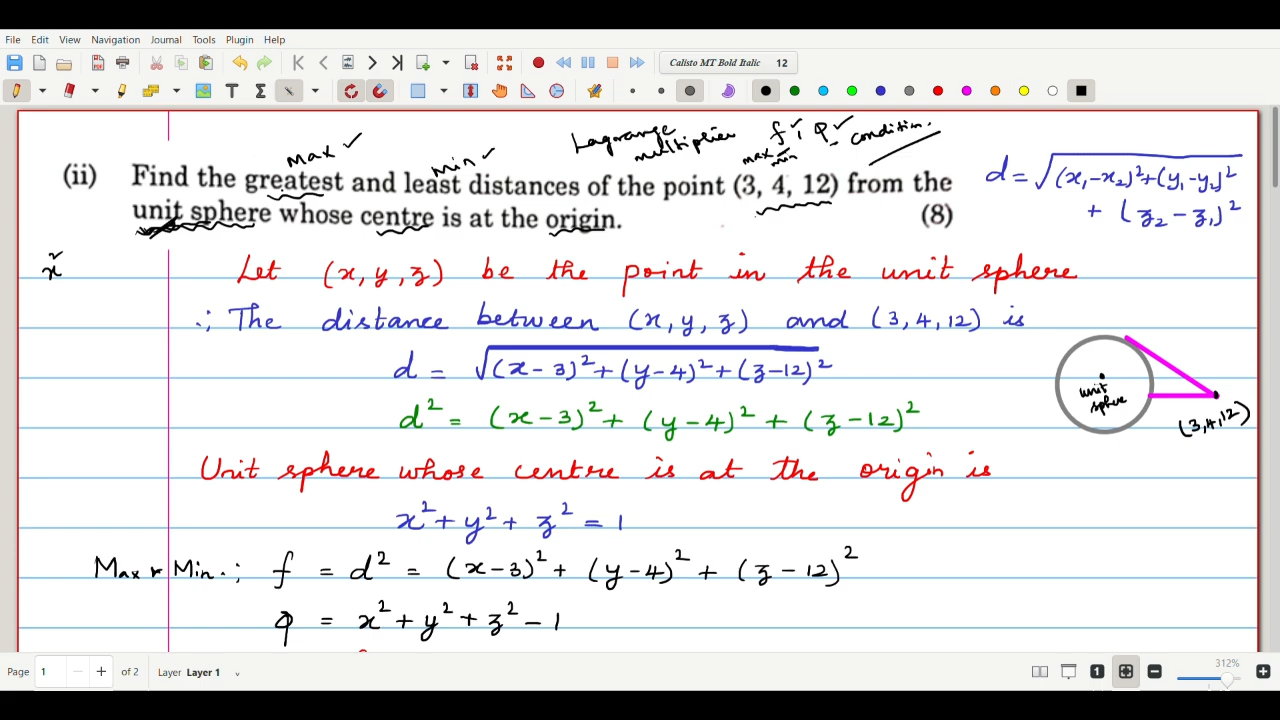 File Edit View Navigation Journal Tools Plugin Help
Calisto MT Bold Italic 12
max ✓ min ✓ Lagrange multiplier f ✓, φ ✓ condition.
max min
(ii) Find the greatest and least distances of the point (3, 4, 12) from the
unit sphere whose centre is at the origin. (8)
d = √(x₁-x₂)²+(y₁-y₂)²
+ (z₂ - z₁)²
x
Let (x, y, z) be the point in the unit sphere
∴ The distance between (x, y, z) and (3, 4, 12) is
d = √(x-3)²+(y-4)²+(z-12)²
d² = (x-3)² + (y-4)² + (z-12)²
unit
sphere
(3,4,12)
Unit sphere whose centre is at the origin is
x² + y² + z² = 1
Max & Min.: f = d² = (x-3)² + (y-4)² + (z-12)²
φ = x² + y² + z² - 1
Page 1 of 2 Layer Layer 1 312%